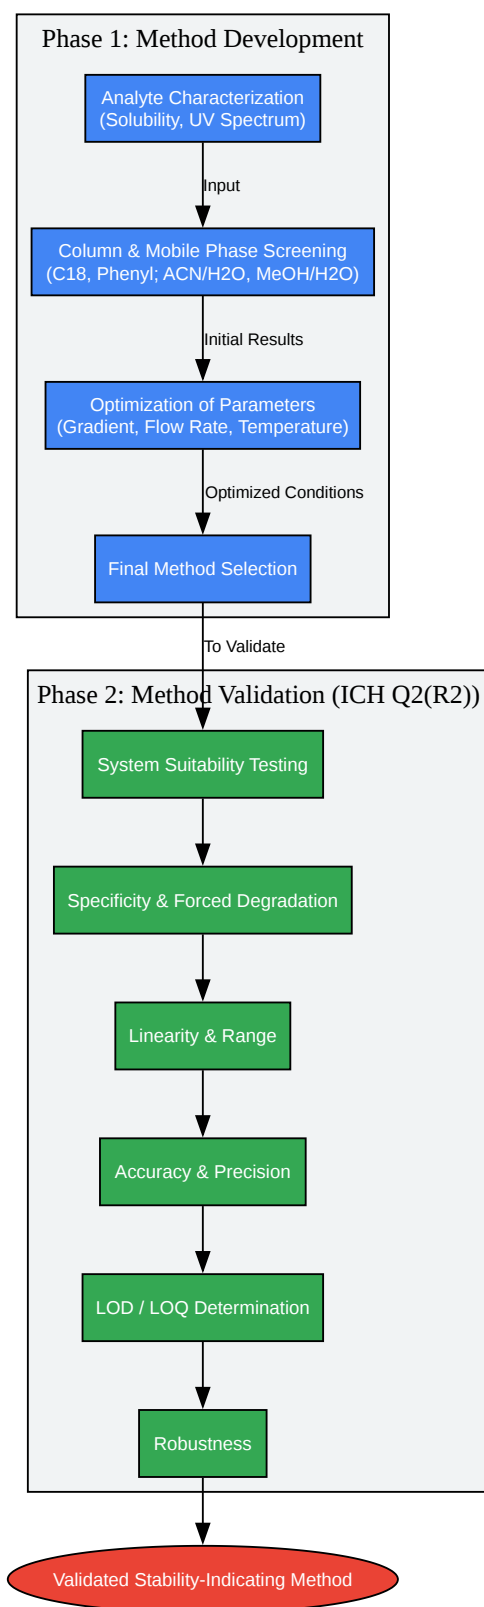 Phase 1: Method Development
Analyte Characterization
(Solubility, UV Spectrum)
Input
Column & Mobile Phase Screening
(C18, Phenyl; ACN/H2O, MeOH/H2O)
Initial Results
Optimization of Parameters
(Gradient, Flow Rate, Temperature)
Optimized Conditions
Final Method Selection
To Validate
Phase 2: Method Validation (ICH Q2(R2))
System Suitability Testing
Specificity & Forced Degradation
Linearity & Range
Accuracy & Precision
LOD / LOQ Determination
Robustness
Validated Stability-Indicating Method